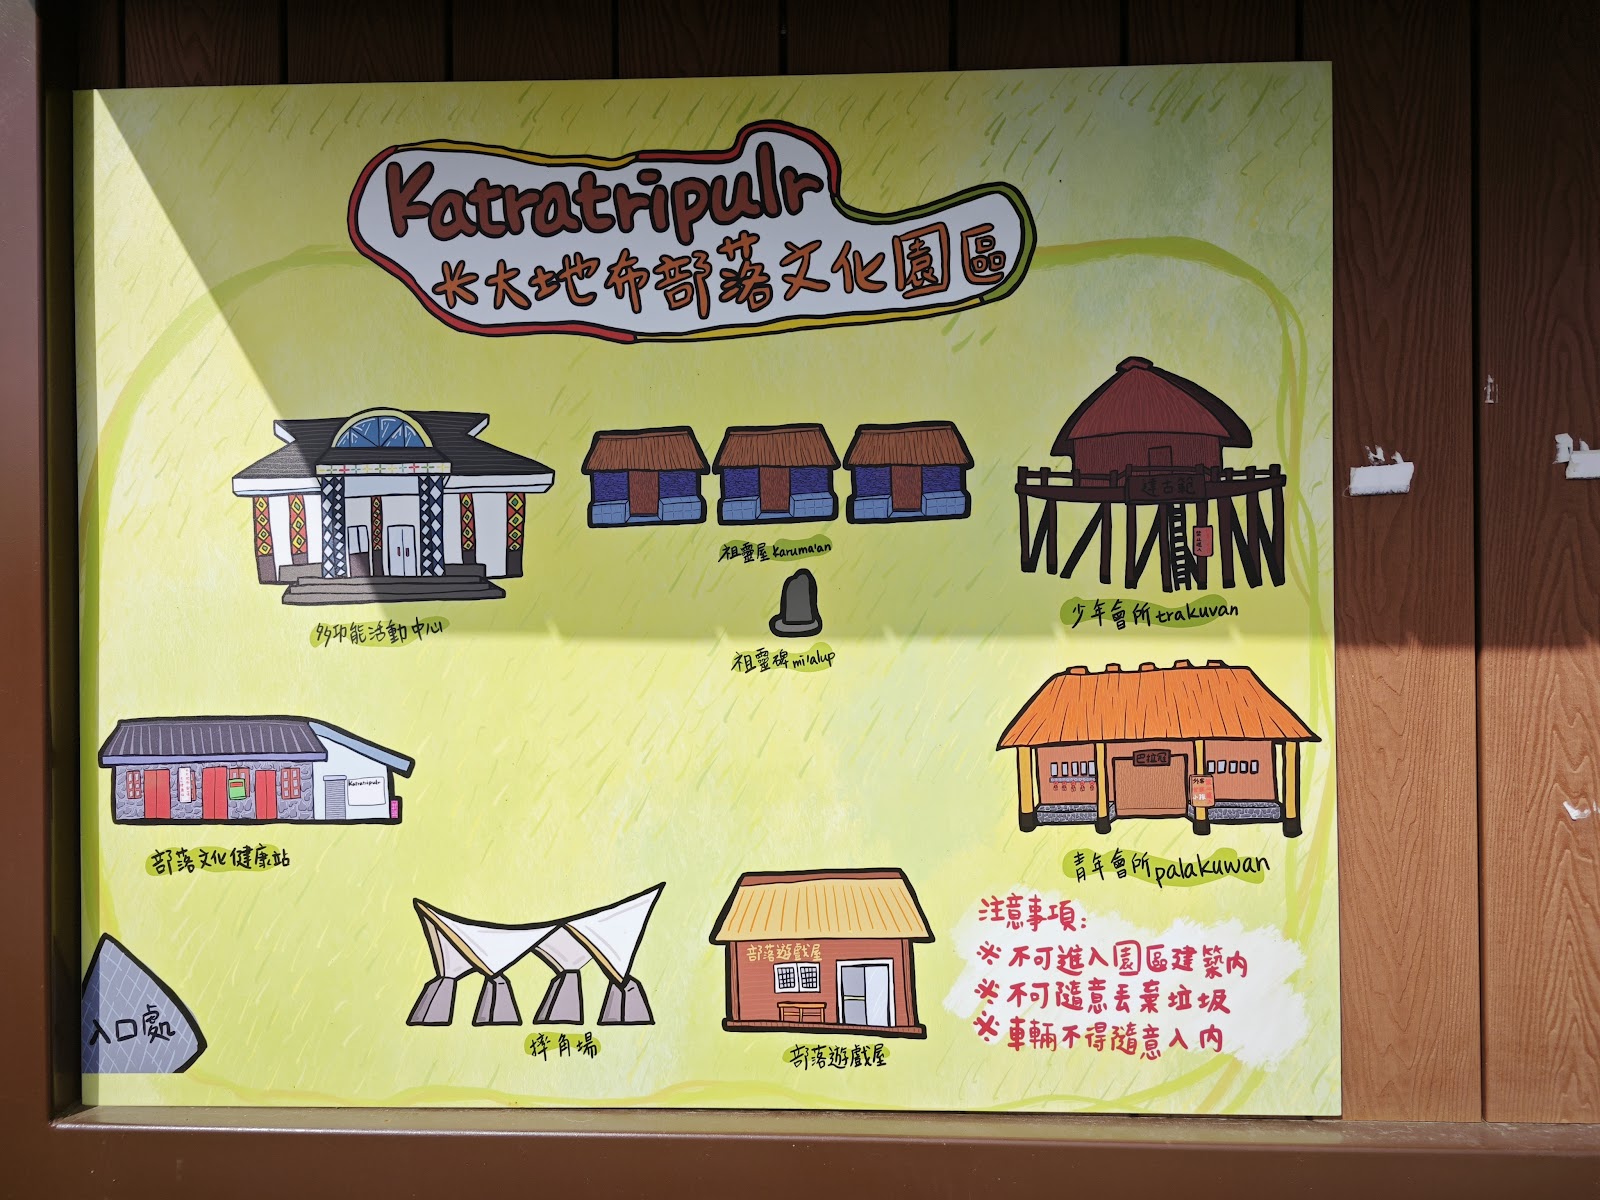 Katratripulr
卡大地布部落文化園區
多功能活動中心
祖靈屋 karuma'an
祖靈碑 mi'alup
達古範
少年會所 trakuvan
Katratripulr
部落文化健康站
巴拉冠
青年會所 palakuwan
入口處
摔角場
部落遊戲屋
部落遊戲屋
注意事項:
※不可進入園區建築內
※不可隨意丟棄垃圾
※車輛不得隨意入內